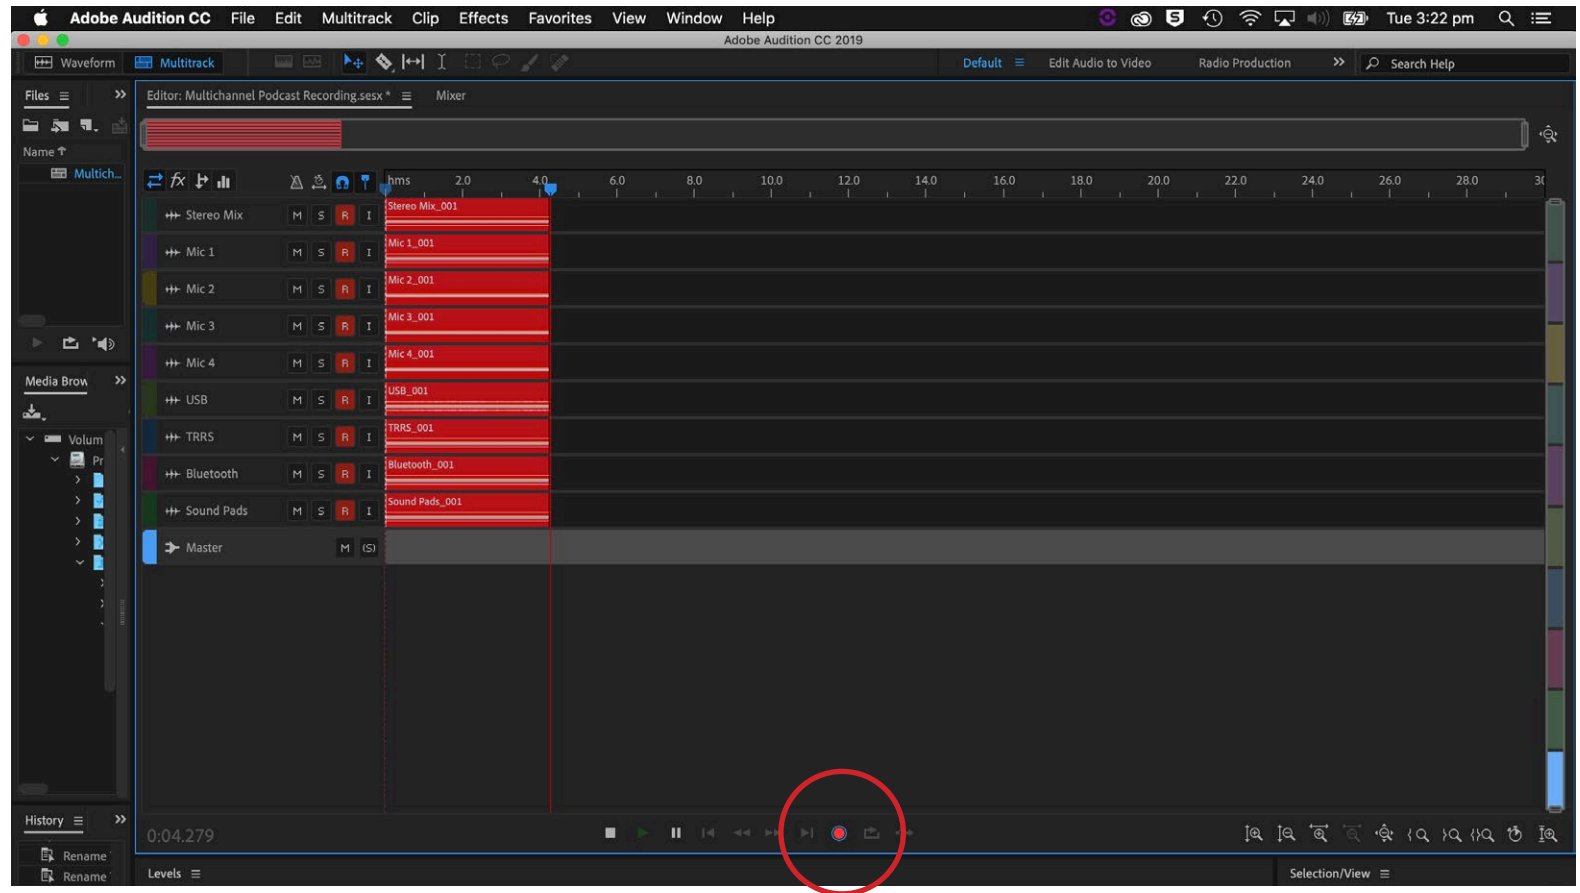 Adobe Audition CC File Edit Multitrack Clip Effects Favorites View Window Help Tue 3:22 pm
Adobe Audition CC 2019
Waveform Multitrack Default Edit Audio to Video Radio Production Search Help
Files Editor: Multichannel Podcast Recording.sesx * Mixer
Name
Multich...
fx hms 2.0 4.0 6.0 8.0 10.0 12.0 14.0 16.0 18.0 20.0 22.0 24.0 26.0 28.0 30
Stereo Mix M S R I Stereo Mix_001
Mic 1 M S R I Mic 1_001
Mic 2 M S R I Mic 2_001
Mic 3 M S R I Mic 3_001
Mic 4 M S R I Mic 4_001
Media Brow
USB M S R I USB_001
TRRS M S R I TRRS_001
Volum
Pr
Bluetooth M S R I Bluetooth_001
Sound Pads M S R I Sound Pads_001
Master M (S)
History
0:04.279
Rename
Rename
Levels Selection/View